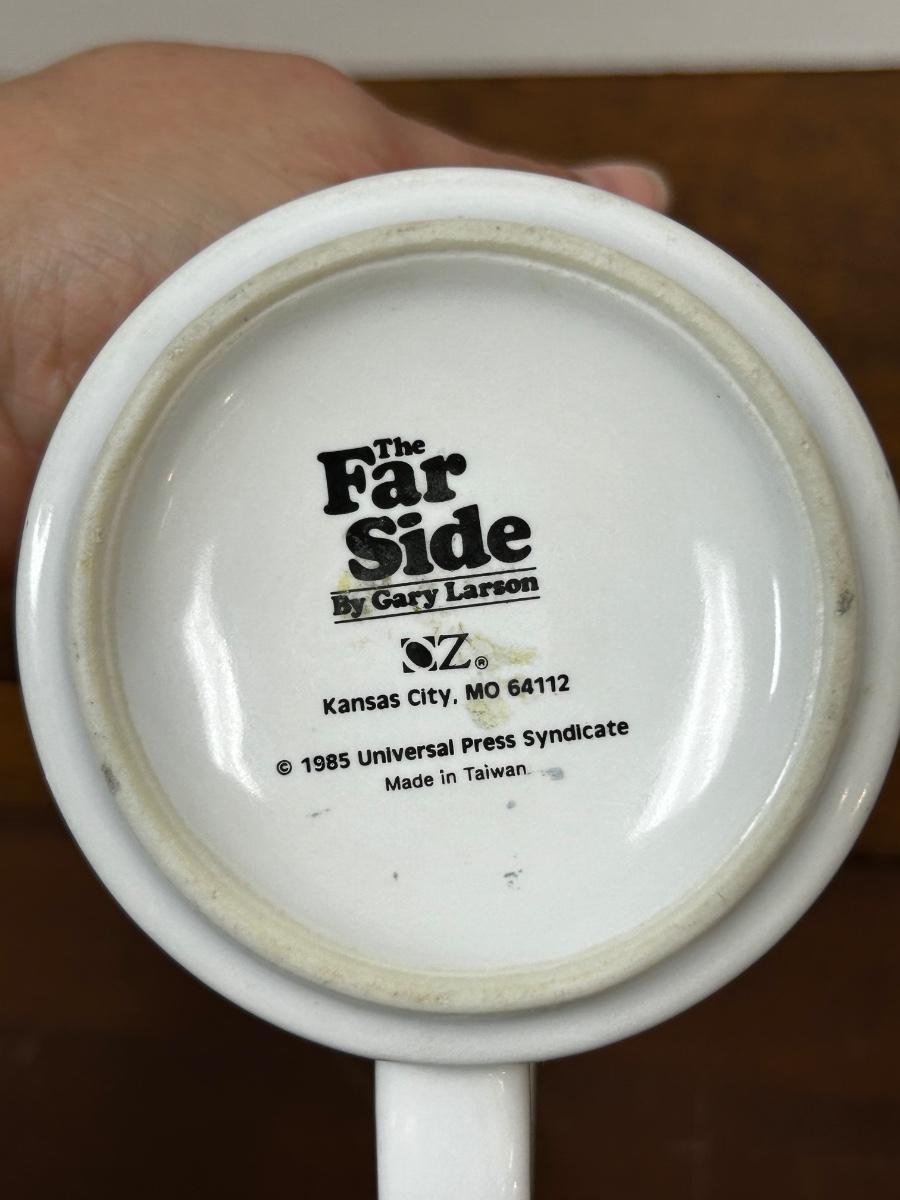 The
Far
Side
By Gary Larson
OZ®
Kansas City, MO 64112
© 1985 Universal Press Syndicate
Made in Taiwan